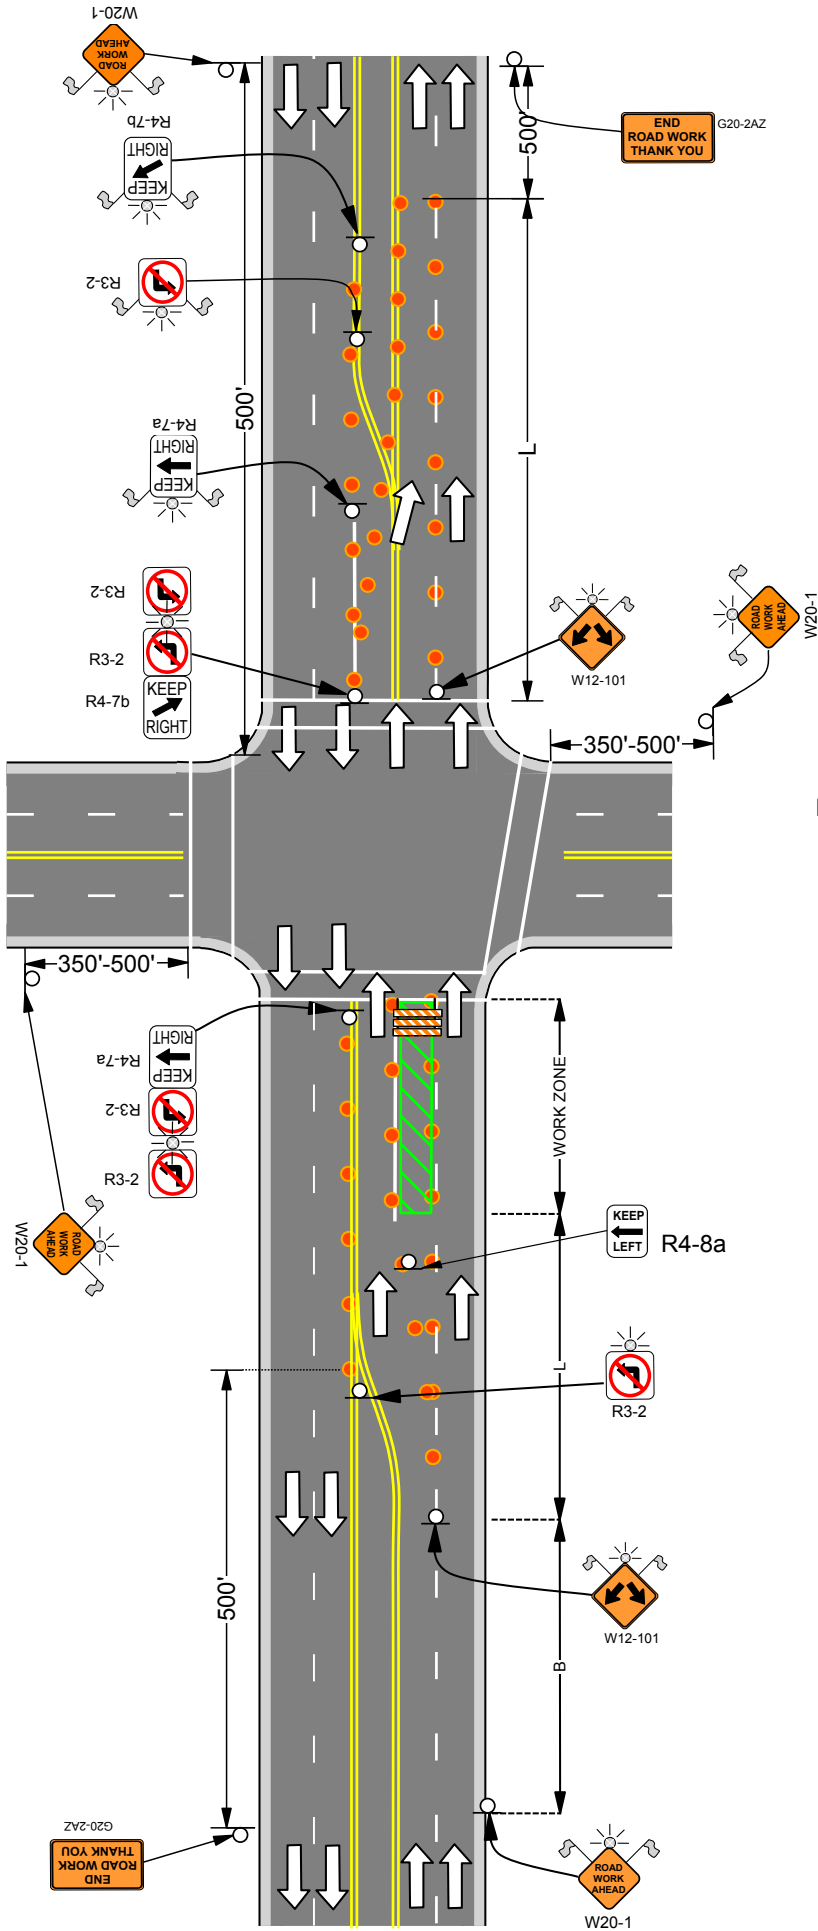 W20-1
ROAD
WORK
AHEAD
R4-7b
KEEP
RIGHT
END
ROAD WORK
THANK YOU
G20-2AZ
500'
R3-2
500'
R4-7a
KEEP
RIGHT
L
R3-2
R3-2
R4-7b
KEEP
RIGHT
W12-101
ROAD
WORK
AHEAD
W20-1
350'-500'
350'-500'
R4-7a
KEEP
RIGHT
R3-2
R3-2
WORK ZONE
W20-1
ROAD
WORK
AHEAD
KEEP
LEFT
R4-8a
L
R3-2
500'
W12-101
B
G20-2AZ
END
ROAD WORK
THANK YOU
ROAD
WORK
AHEAD
W20-1